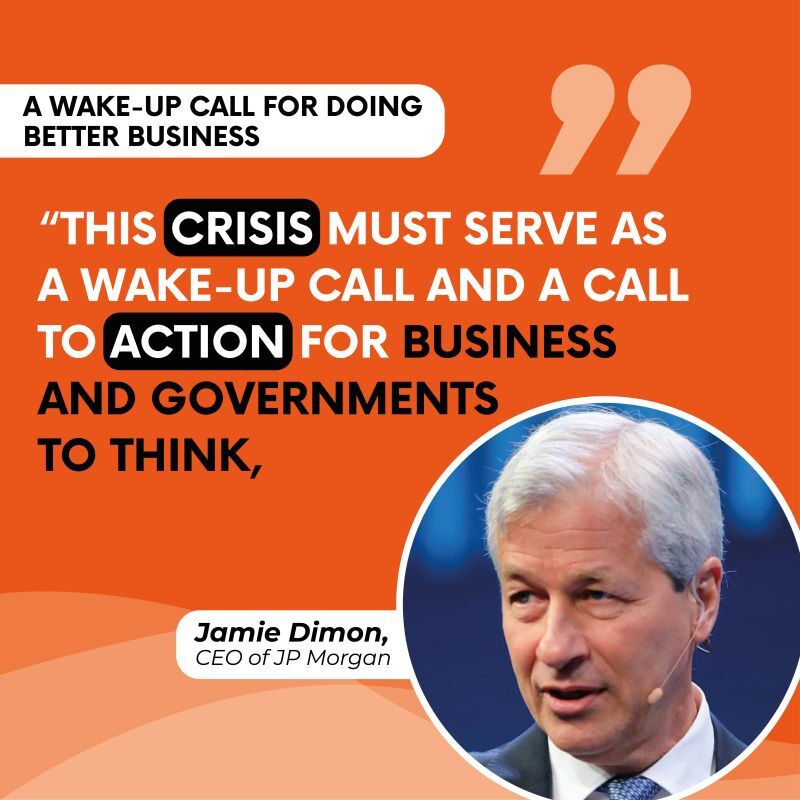 A WAKE-UP CALL FOR DOING
BETTER BUSINESS
“THIS CRISIS MUST SERVE AS
A WAKE-UP CALL AND A CALL
TO ACTION FOR BUSINESS
AND GOVERNMENTS
TO THINK,
Jamie Dimon,
CEO of JP Morgan